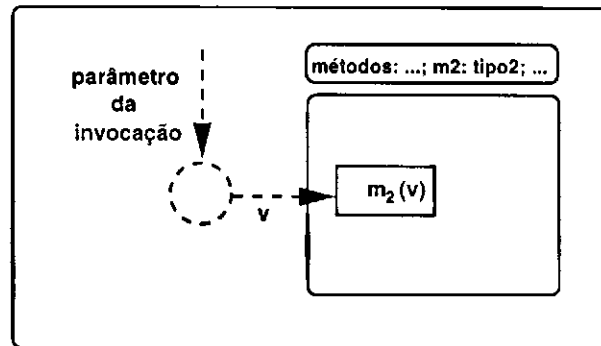 parâmetro
da
invocação
métodos: ...; m2: tipo2; ...
v
m₂(v)